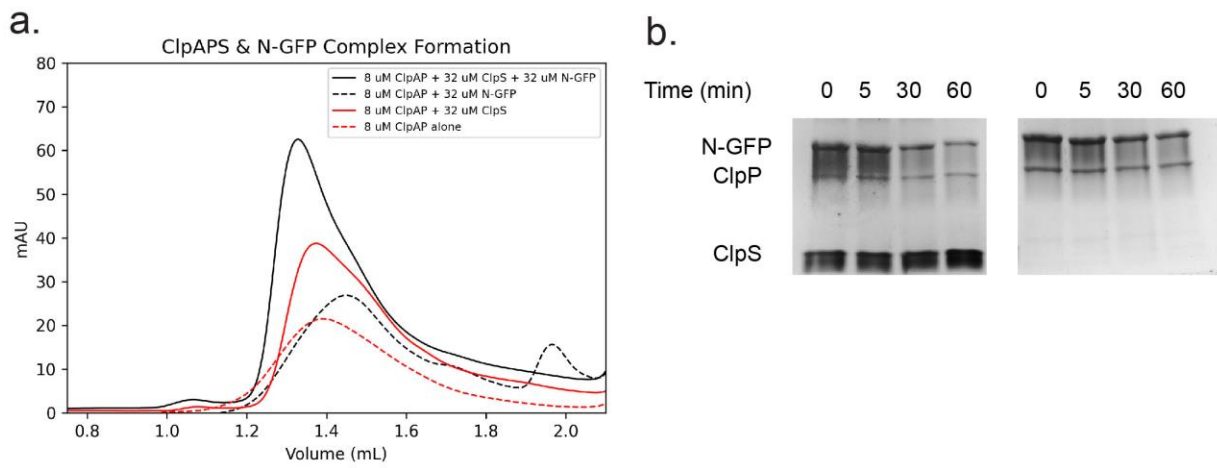 a.
ClpAPS & N-GFP Complex Formation
8 uM ClpAP + 32 uM ClpS + 32 uM N-GFP
8 uM ClpAP + 32 uM N-GFP
8 uM ClpAP + 32 uM ClpS
8 uM ClpAP alone
80
70
60
50
40
30
20
10
0
mAU
0.8 1.0 1.2 1.4 1.6 1.8 2.0
Volume (mL)
b.
Time (min) 0 5 30 60 0 5 30 60
N-GFP
ClpP
ClpS